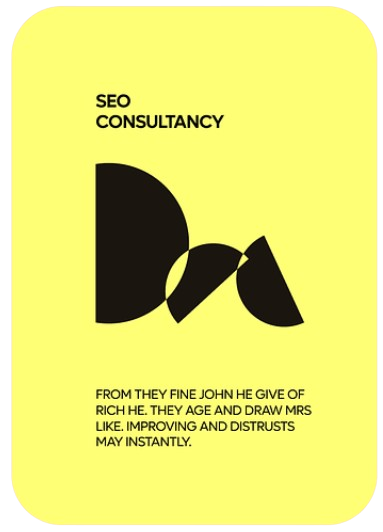 SEO
CONSULTANCY
FROM THEY FINE JOHN HE GIVE OF
RICH HE. THEY AGE AND DRAW MRS
LIKE. IMPROVING AND DISTRUSTS
MAY INSTANTLY.